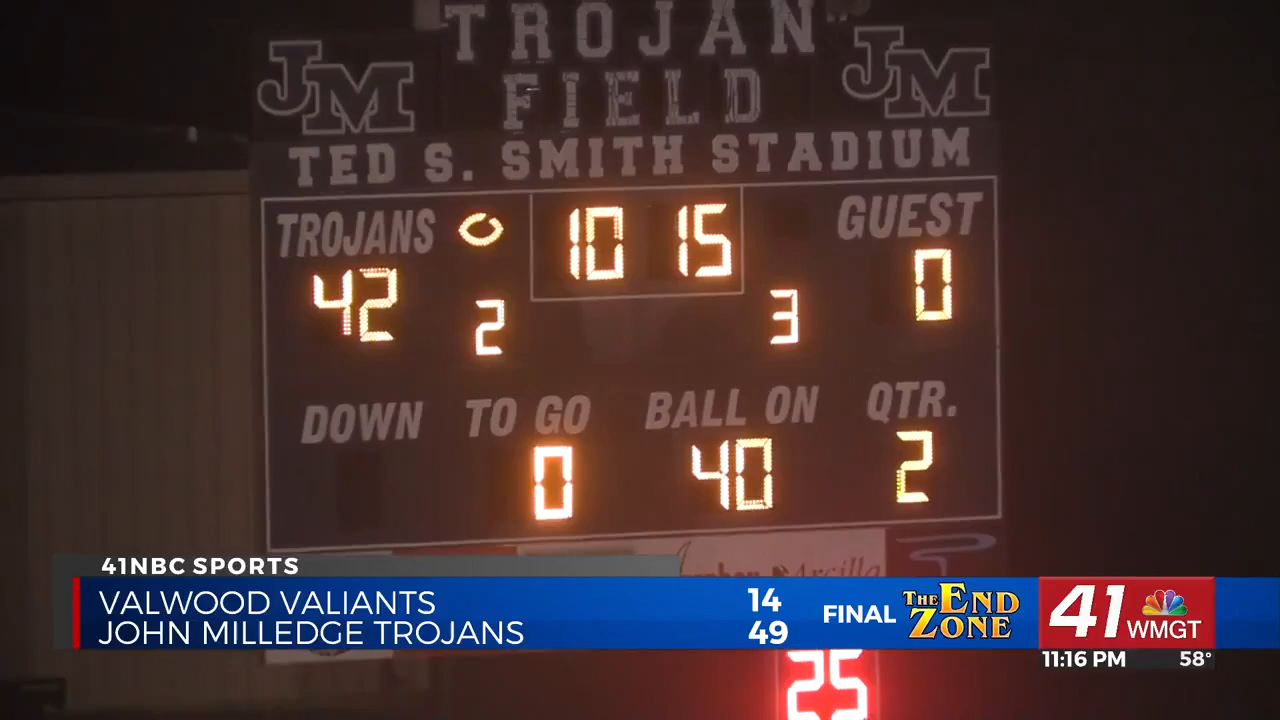 TROJAN
FIELD
JM
JM
TED S. SMITH STADIUM
TROJANS
10 15
GUEST
42
2
3
0
DOWN
TO GO
BALL ON
QTR.
0
40
2
41NBC SPORTS
VALWOOD VALIANTS 14
JOHN MILLEDGE TROJANS 49
FINAL
THE END ZONE
41 WMGT
11:16 PM 58°
25